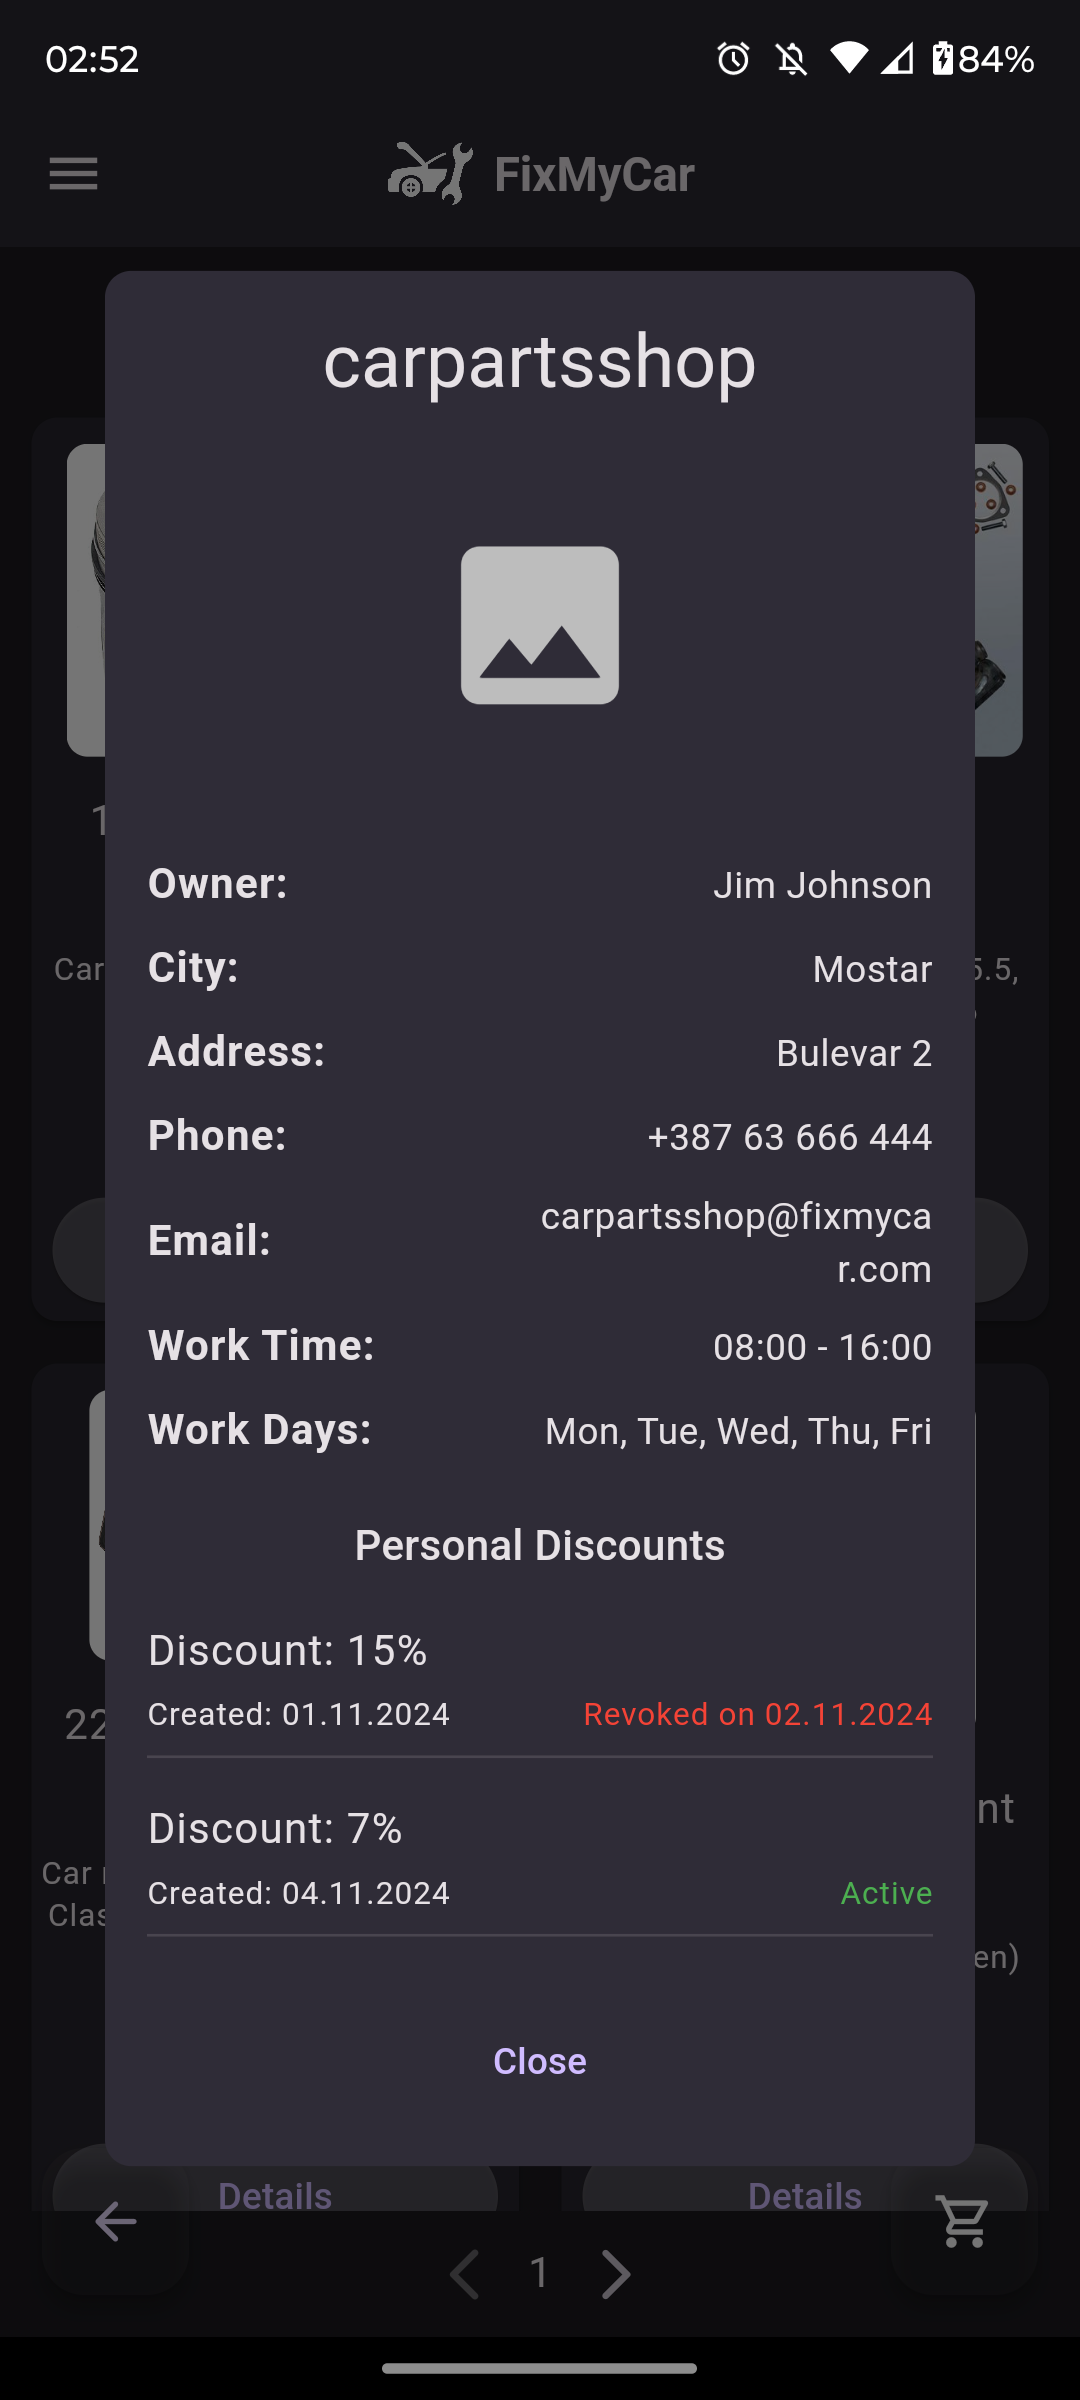 02:52
84%
FixMyCar
carpartsshop
Owner: Jim Johnson
City: Mostar
Address: Bulevar 2
Phone: +387 63 666 444
Email: carpartsshop@fixmyca
r.com
Work Time: 08:00 - 16:00
Work Days: Mon, Tue, Wed, Thu, Fri
Personal Discounts
Discount: 15%
Created: 01.11.2024 Revoked on 02.11.2024
Discount: 7%
Created: 04.11.2024 Active
Close
Details Details
1